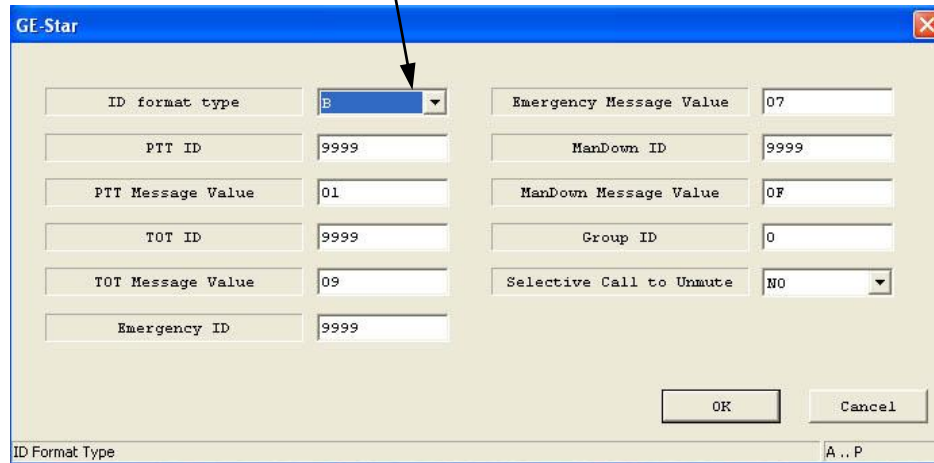 GE-Star
ID format type
B
PTT ID
9999
PTT Message Value
01
TOT ID
9999
TOT Message Value
09
Emergency ID
9999
Emergency Message Value
07
ManDown ID
9999
ManDown Message Value
0F
Group ID
0
Selective Call to Unmute
NO
OK
Cancel
ID Format Type
A .. P